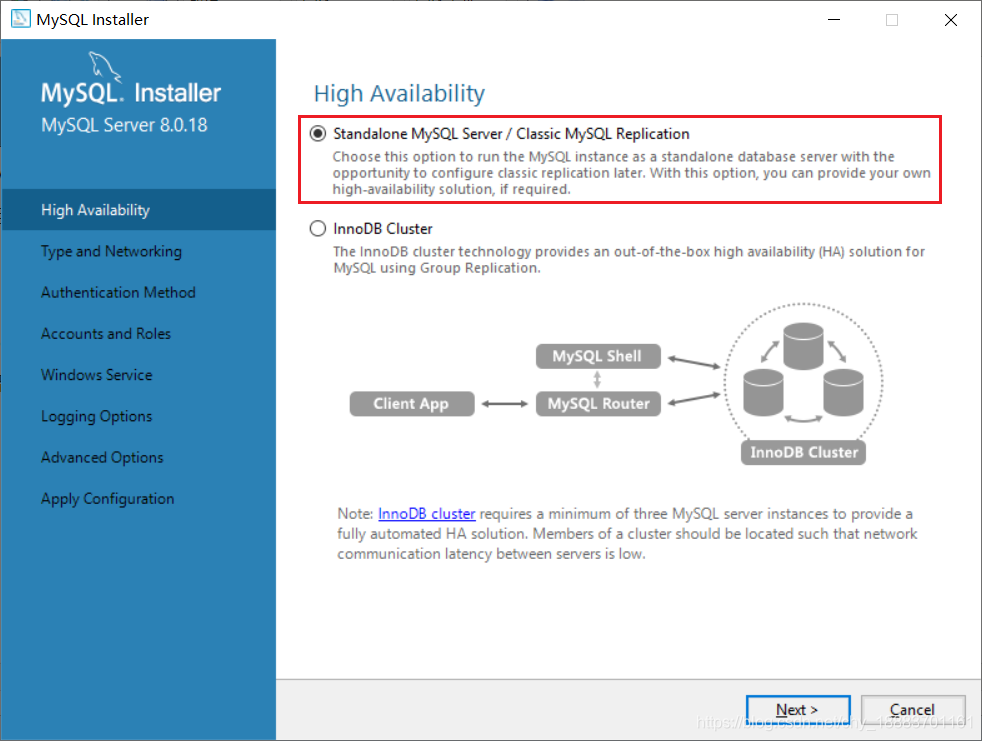 MySQL Installer
MySQL. Installer
MySQL Server 8.0.18
High Availability
Type and Networking
Authentication Method
Accounts and Roles
Windows Service
Logging Options
Advanced Options
Apply Configuration
High Availability
Standalone MySQL Server / Classic MySQL Replication
Choose this option to run the MySQL instance as a standalone database server with the
opportunity to configure classic replication later. With this option, you can provide your own
high-availability solution, if required.
InnoDB Cluster
The InnoDB cluster technology provides an out-of-the-box high availability (HA) solution for
MySQL using Group Replication.
MySQL Shell
Client App
MySQL Router
InnoDB Cluster
Note: InnoDB cluster requires a minimum of three MySQL server instances to provide a
fully automated HA solution. Members of a cluster should be located such that network
communication latency between servers is low.
Next >
Cancel